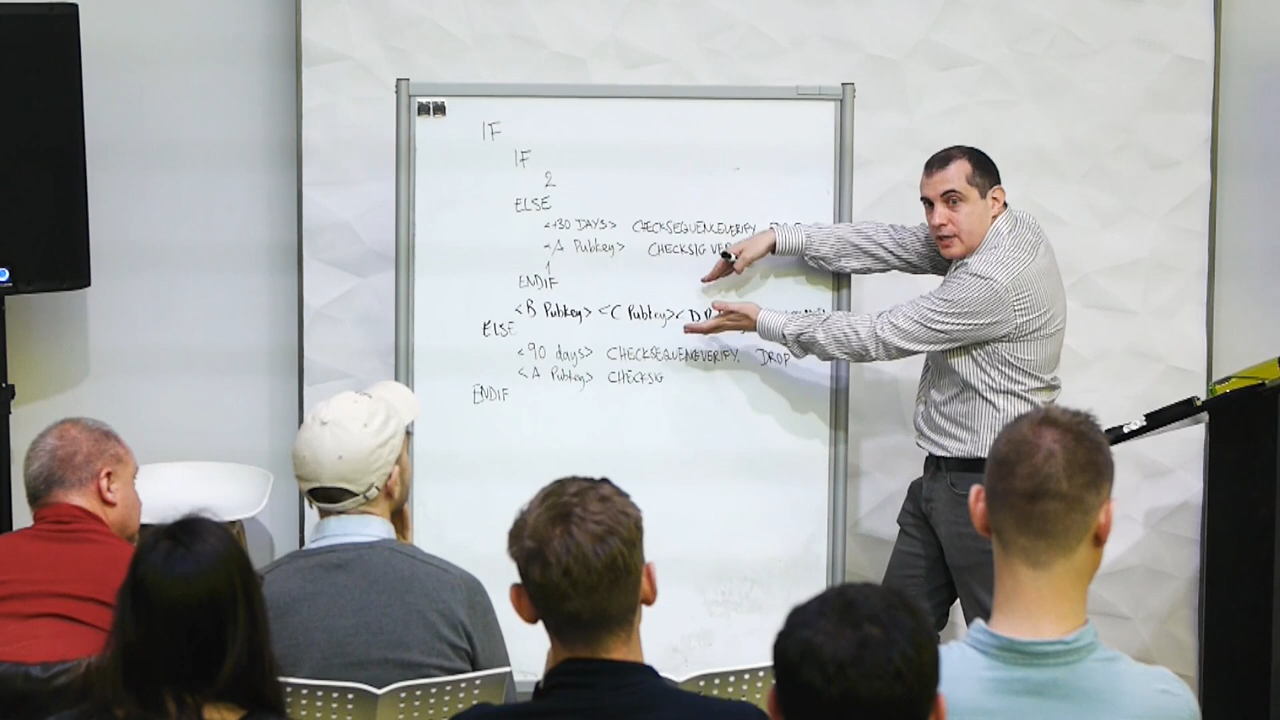 IF
IF
2
ELSE
<+30 DAYS> CHECKSEQUENCEVERIFY
<A Pubkey> CHECKSIG VER
1
ENDIF
<B Pubkey> <C Pubkey> <D P
ELSE
<90 days> CHECKSEQUENCEVERIFY. DROP
<A Pubkey> CHECKSIG
ENDIF